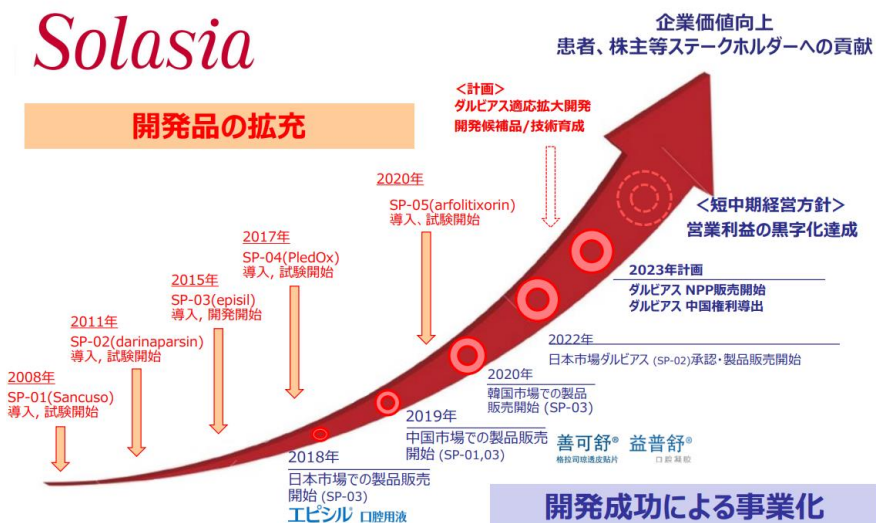 Solasia
企業価値向上
患者、株主等ステークホルダーへの貢献
開発品の拡充
<計画>
ダルビアス適応拡大開発
開発候補品/技術育成
2020年
SP-05(arfolitixorin)
導入、試験開始
2017年
SP-04(PledOx)
導入, 試験開始
2015年
SP-03(episil)
導入, 開発開始
2011年
SP-02(darinaparsin)
導入, 試験開始
2008年
SP-01(Sancuso)
導入, 試験開始
<短中期経営方針>
営業利益の黒字化達成
2023年計画
ダルビアス NPP販売開始
ダルビアス 中国権利導出
2022年
日本市場ダルビアス (SP-02)承認・製品販売開始
2020年
韓国市場での製品
販売開始 (SP-03)
2019年
中国市場での製品販売
開始 (SP-01,03)
善可舒® 益普舒®
格拉司琼透皮贴片 口腔凝胶
2018年
日本市場での製品販売
開始 (SP-03)
エピシル 口腔用液
開発成功による事業化